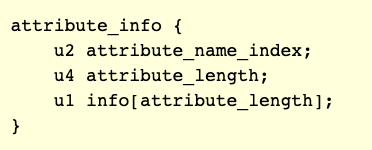 attribute_info {
    u2 attribute_name_index;
    u4 attribute_length;
    u1 info[attribute_length];
}